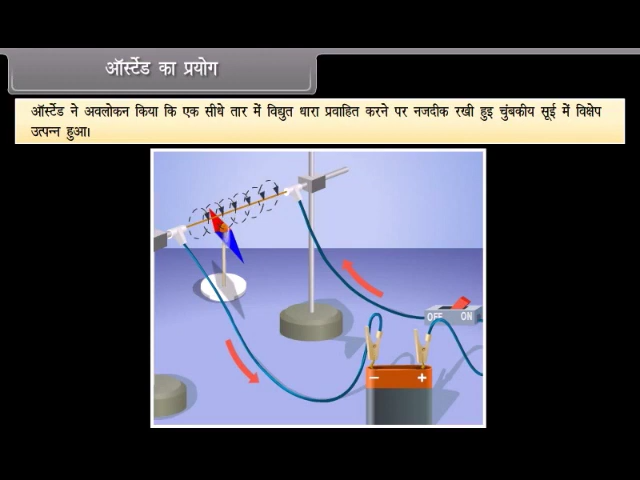 ऑर्स्टेड का प्रयोग
ऑर्स्टेड ने अवलोकन किया कि एक सीधे तार में विद्युत धारा प्रवाहित करने पर नजदीक रखी हुइ चुंबकीय सूई में विक्षेप
उत्पन्न हुआ।
OFF ON
− +